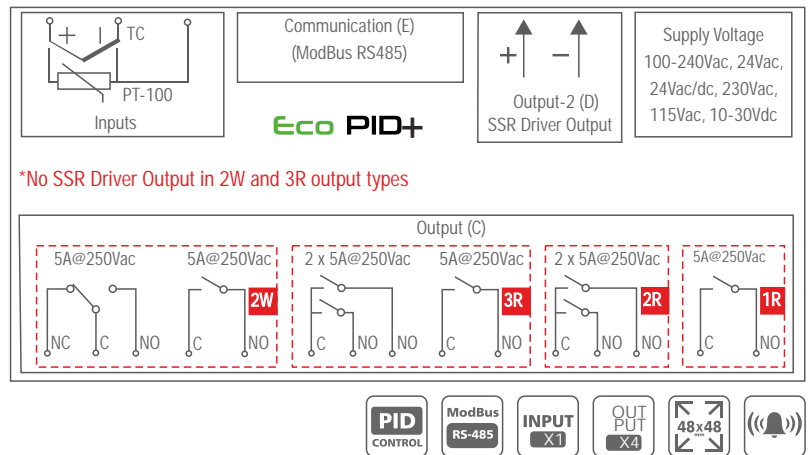 + – TC
PT-100
Inputs
Communication (E)
(ModBus RS485)
Eco PID+
+ –
Output-2 (D)
SSR Driver Output
Supply Voltage
100-240Vac, 24Vac,
24Vac/dc, 230Vac,
115Vac, 10-30Vdc
*No SSR Driver Output in 2W and 3R output types
Output (C)
5A@250Vac
5A@250Vac
2W
NC C NO
C NO
2 x 5A@250Vac
5A@250Vac
3R
C NO NO
C NO
2 x 5A@250Vac
2R
C NO NO
5A@250Vac
1R
C NO
PID
CONTROL
ModBus
RS-485
INPUT
X1
OUT
PUT
X4
48x48
mm